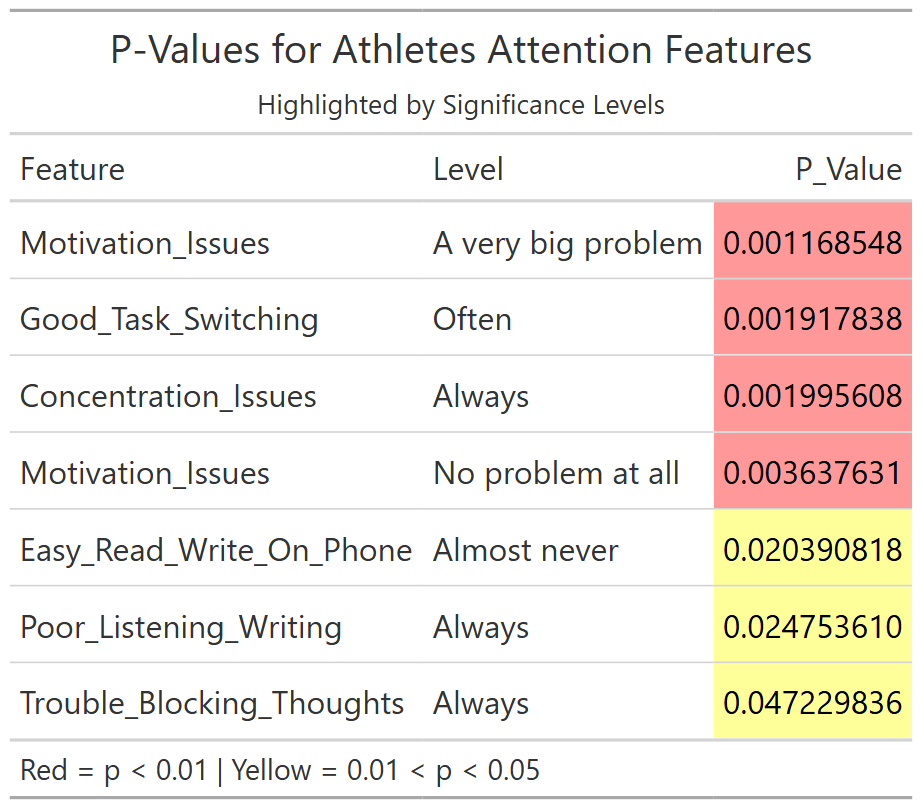 P-Values for Athletes Attention Features
Highlighted by Significance Levels
Feature Level P_Value
Motivation_Issues A very big problem 0.001168548
Good_Task_Switching Often 0.001917838
Concentration_Issues Always 0.001995608
Motivation_Issues No problem at all 0.003637631
Easy_Read_Write_On_Phone Almost never 0.020390818
Poor_Listening_Writing Always 0.024753610
Trouble_Blocking_Thoughts Always 0.047229836
Red = p < 0.01 | Yellow = 0.01 < p < 0.05